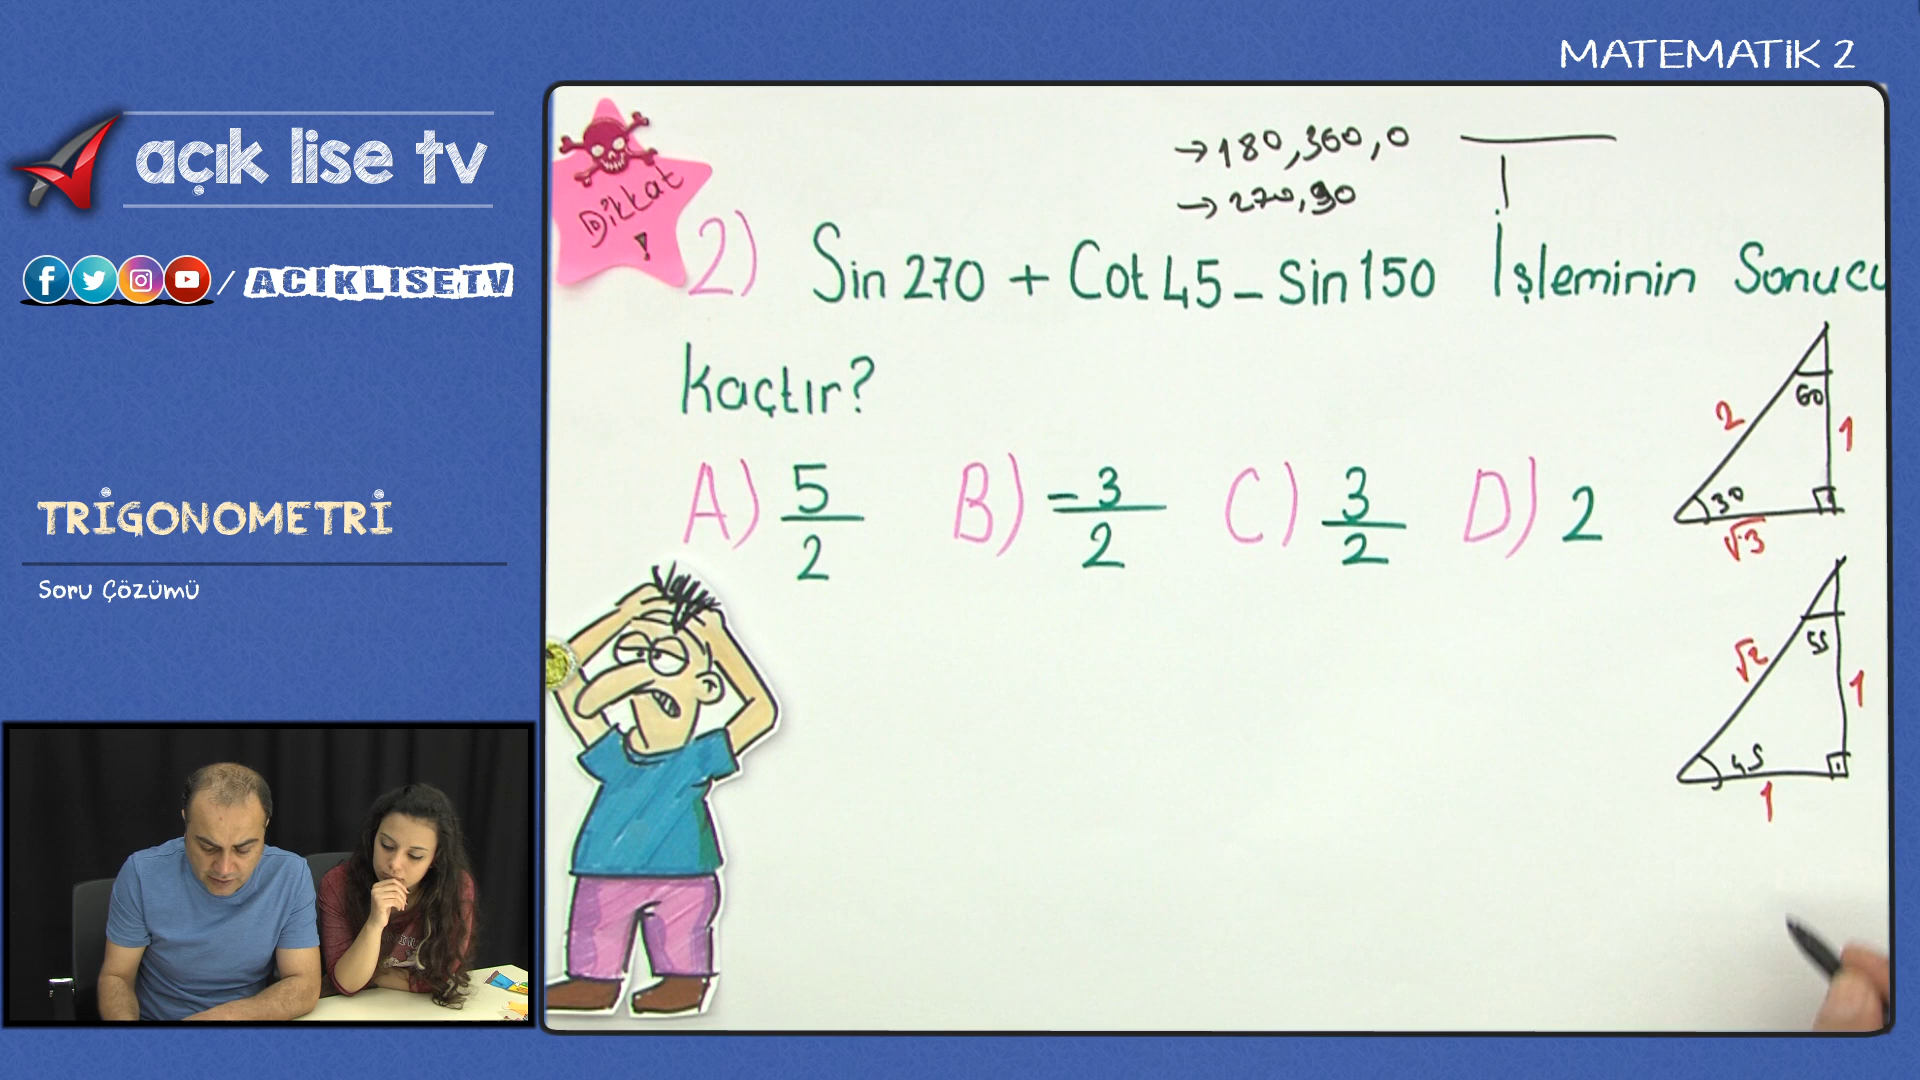 MATEMATİK 2
açık lise tv
/ ACIKLISETV
TRİGONOMETRİ
Soru Çözümü
Dikkat
!
→180,360,0
→270,90
2) Sin 270 + Cot 45 - Sin 150 İşleminin Sonucu
kaçtır?
A) 5/2 B) -3/2 C) 3/2 D) 2
60
2
1
30
√3
55
√2
1
45
1